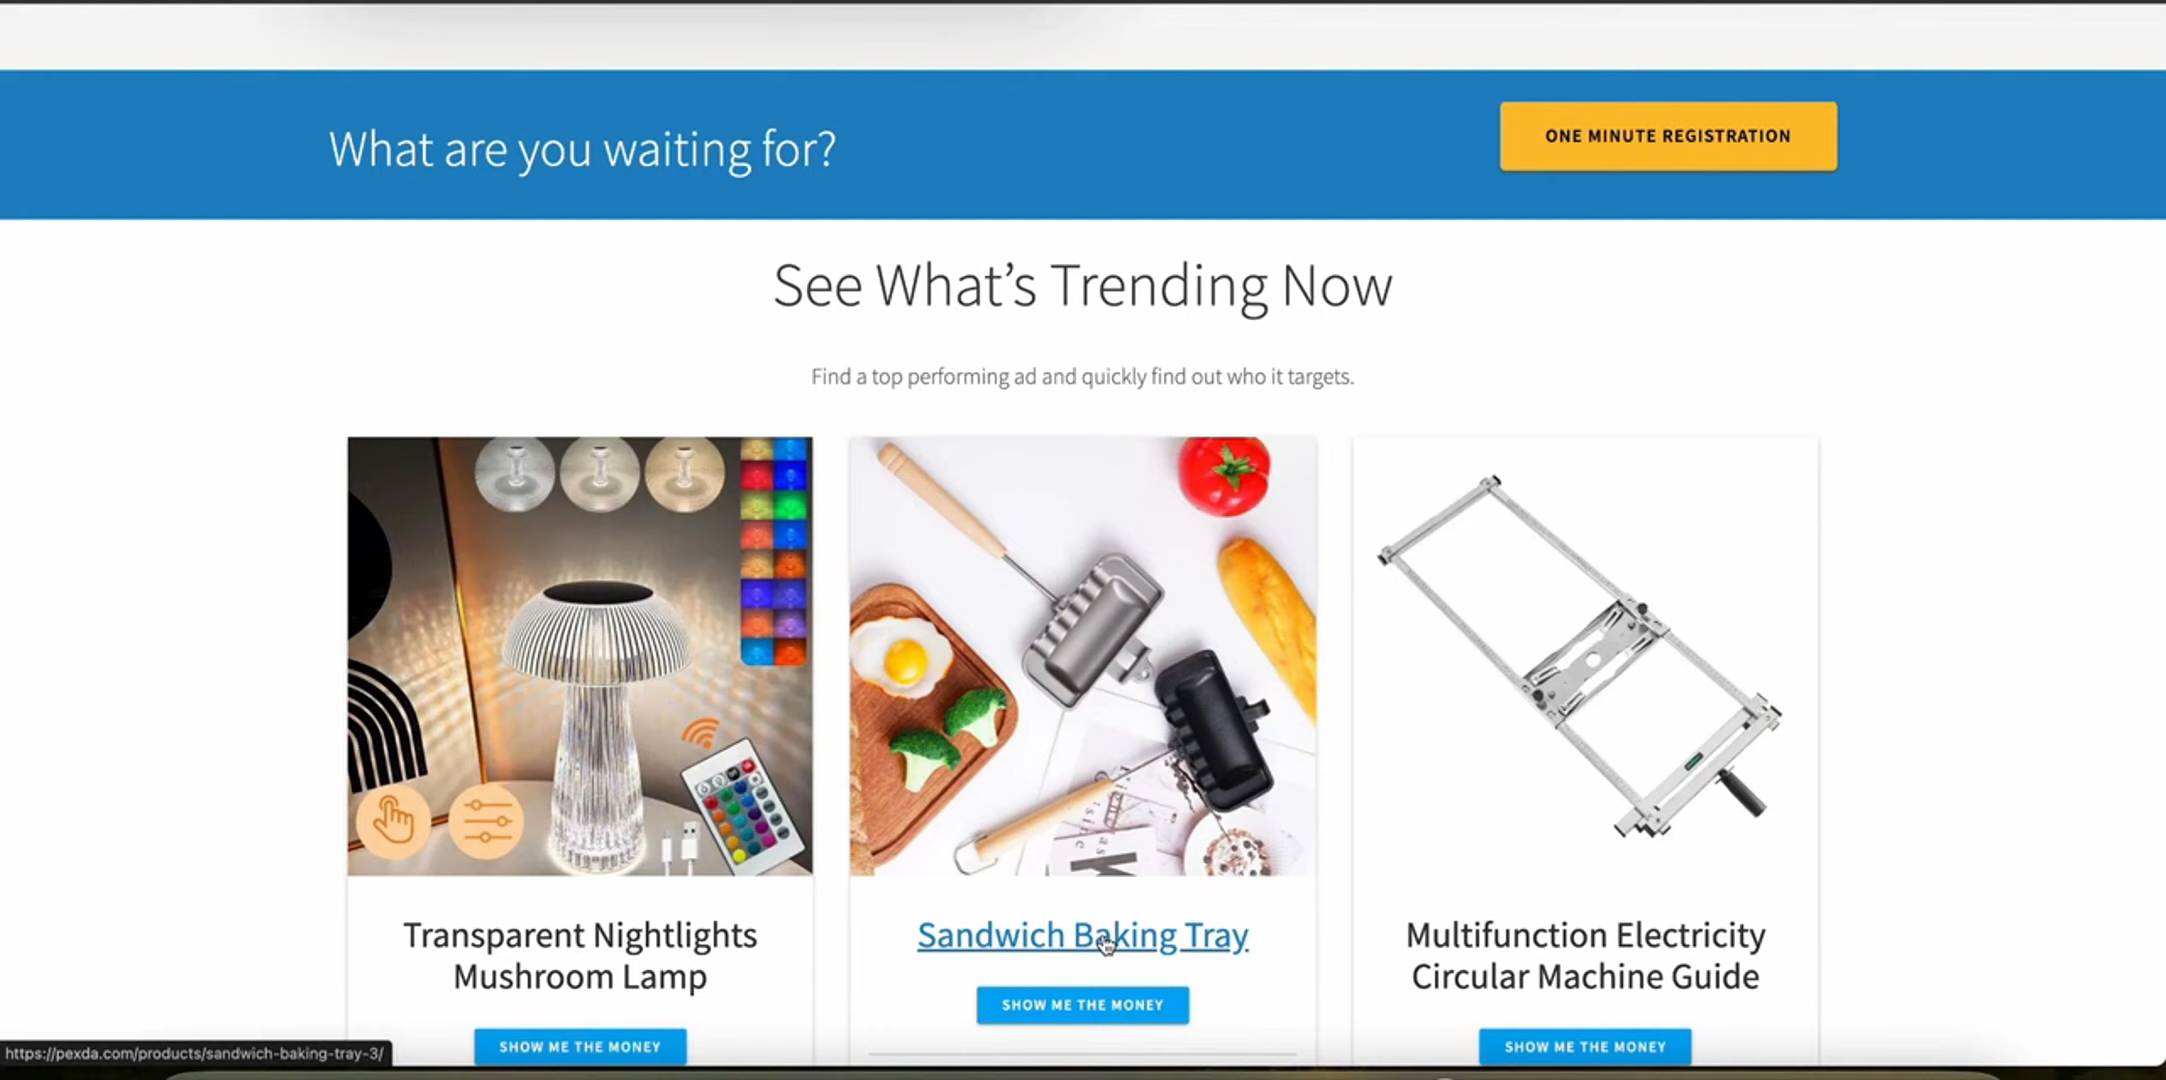 What are you waiting for?
ONE MINUTE REGISTRATION
See What’s Trending Now
Find a top performing ad and quickly find out who it targets.
Transparent Nightlights
Mushroom Lamp
SHOW ME THE MONEY
Sandwich Baking Tray
SHOW ME THE MONEY
Multifunction Electricity
Circular Machine Guide
SHOW ME THE MONEY
https://pexda.com/products/sandwich-baking-tray-3/